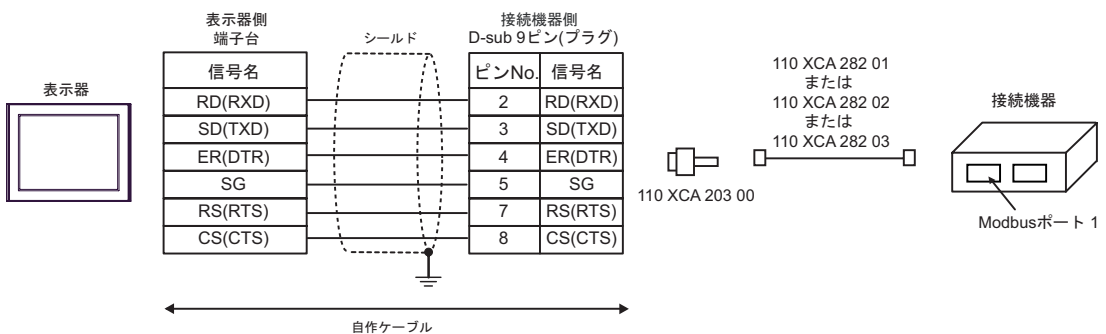 表示器
表示器側
端子台
シールド
接続機器側
D-sub 9ピン(プラグ)
信号名
ピンNo. 信号名
RD(RXD) 2 RD(RXD)
SD(TXD) 3 SD(TXD)
ER(DTR) 4 ER(DTR)
SG 5 SG
RS(RTS) 7 RS(RTS)
CS(CTS) 8 CS(CTS)
自作ケーブル
110 XCA 203 00
110 XCA 282 01
または
110 XCA 282 02
または
110 XCA 282 03
接続機器
Modbusポート 1